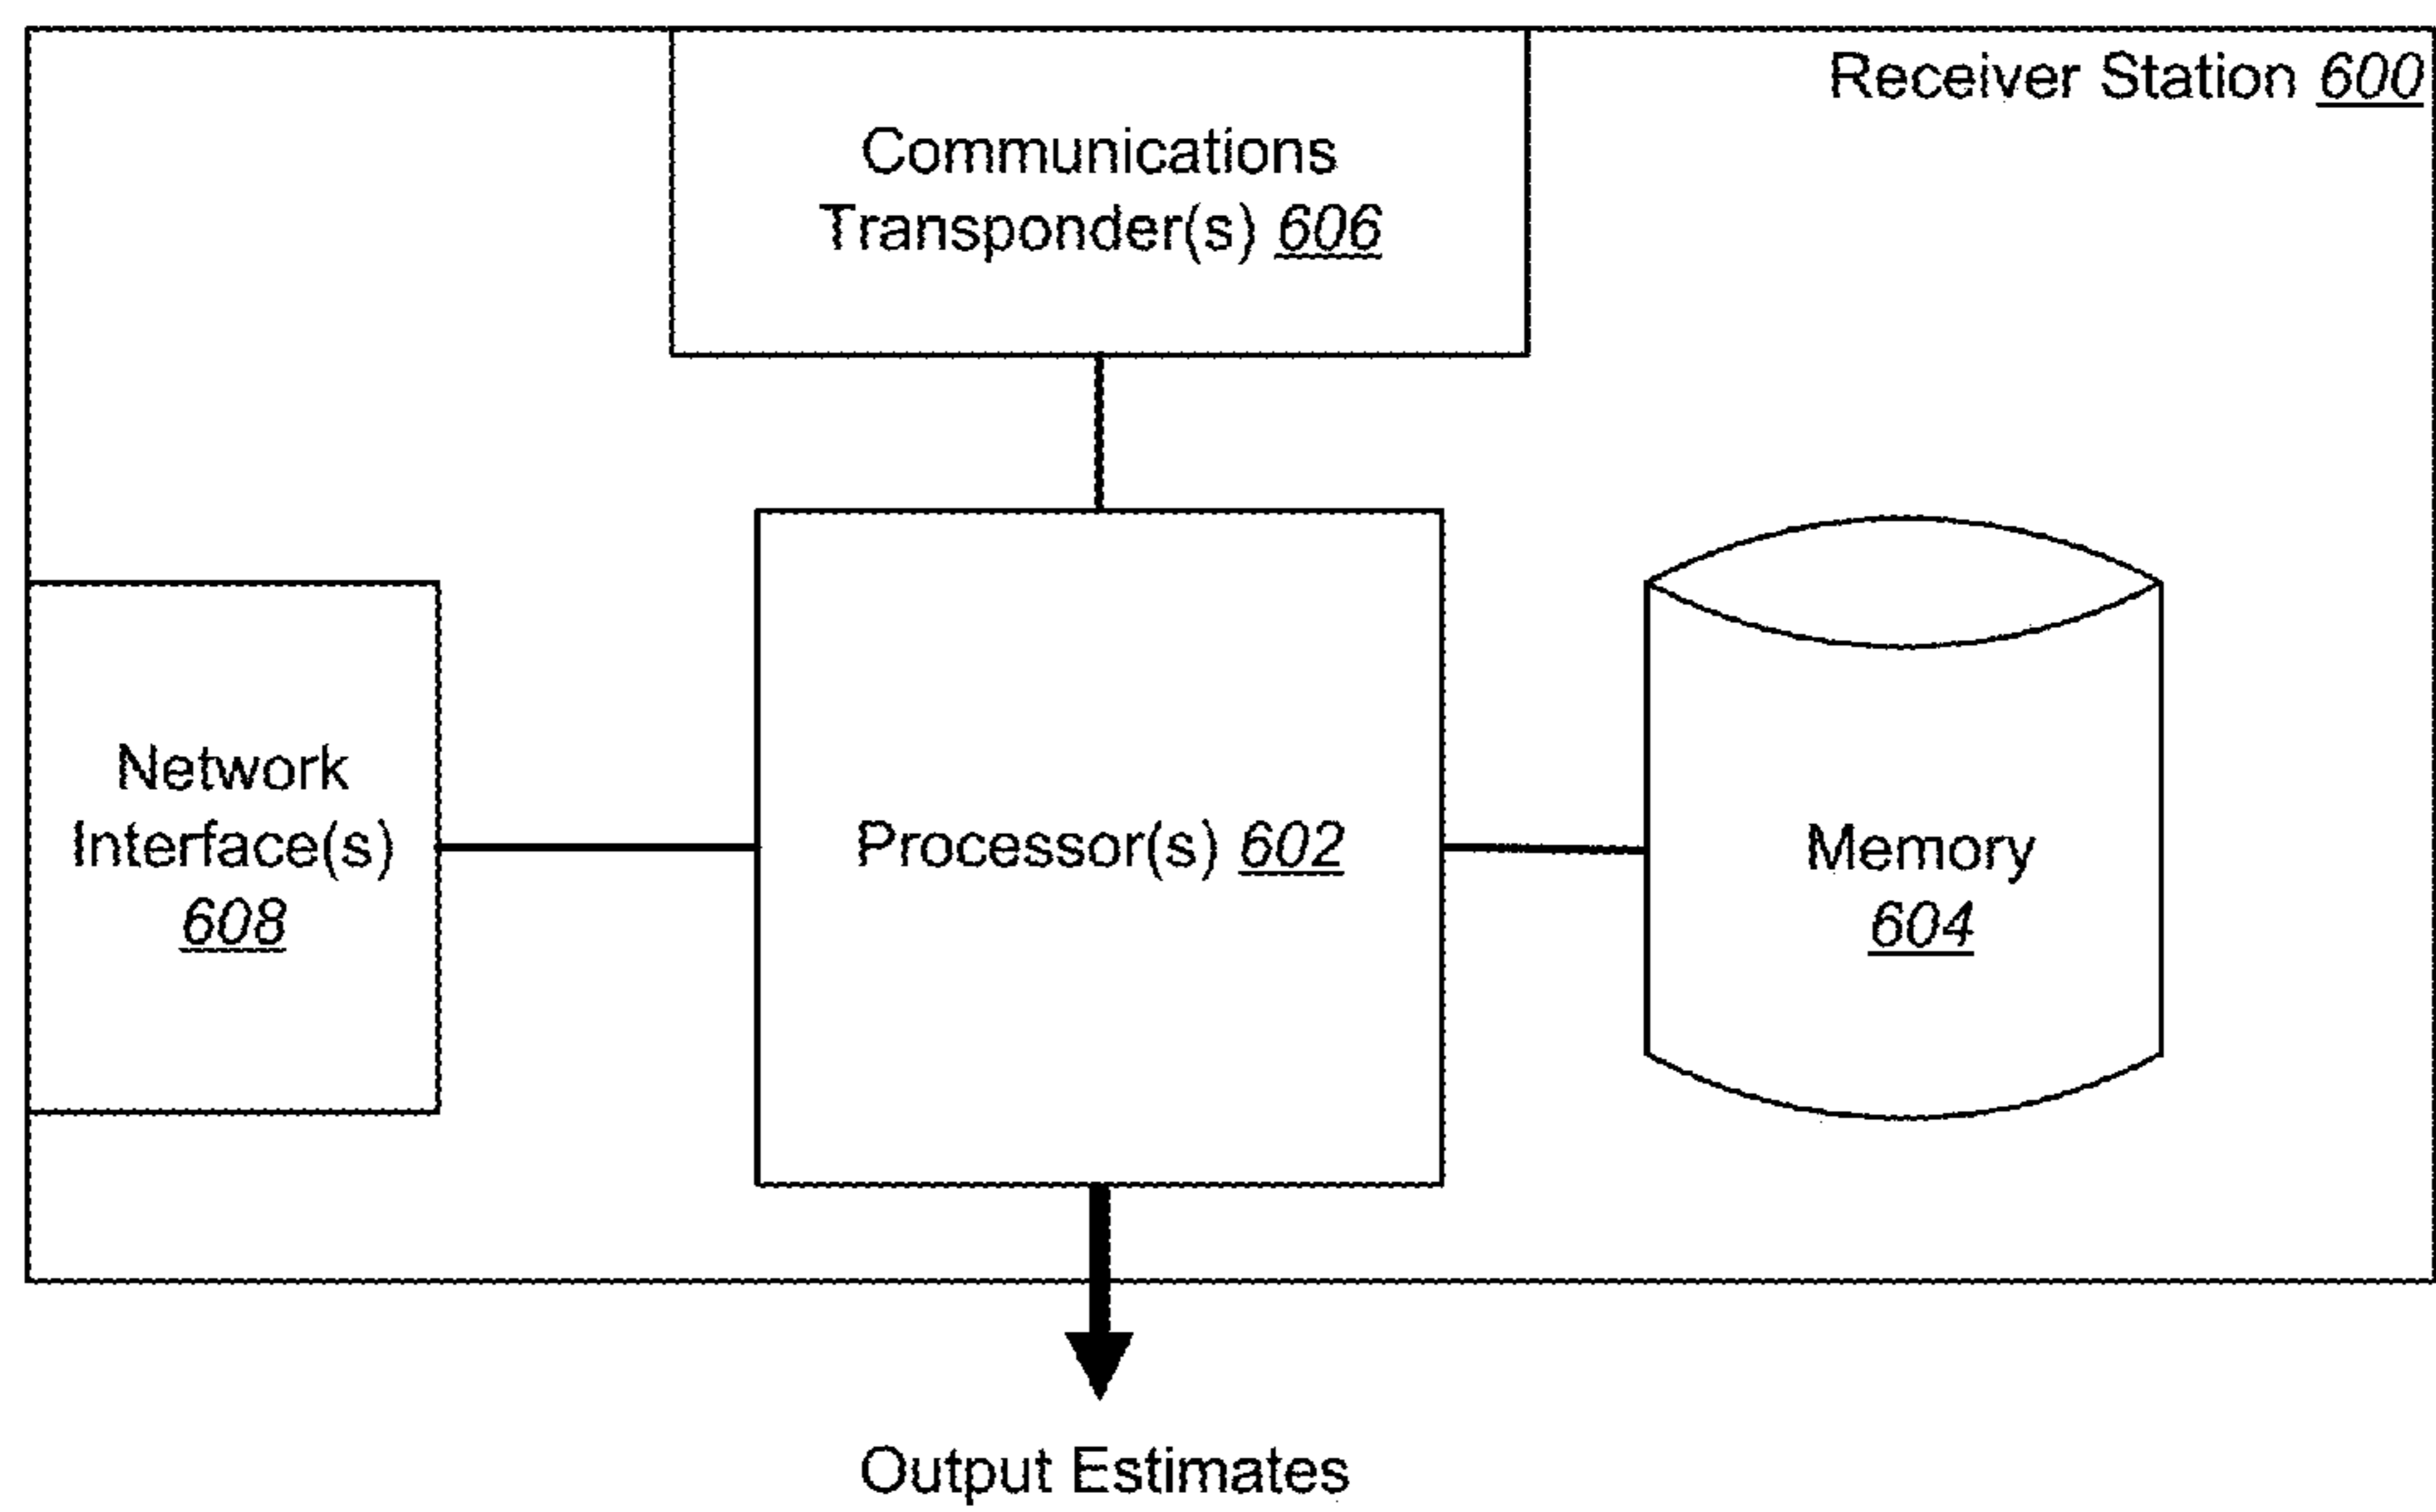 Receiver Station 600
Communications
Transponder(s) 606
Network
Interface(s)
608
Processor(s) 602
Memory
604
Output Estimates